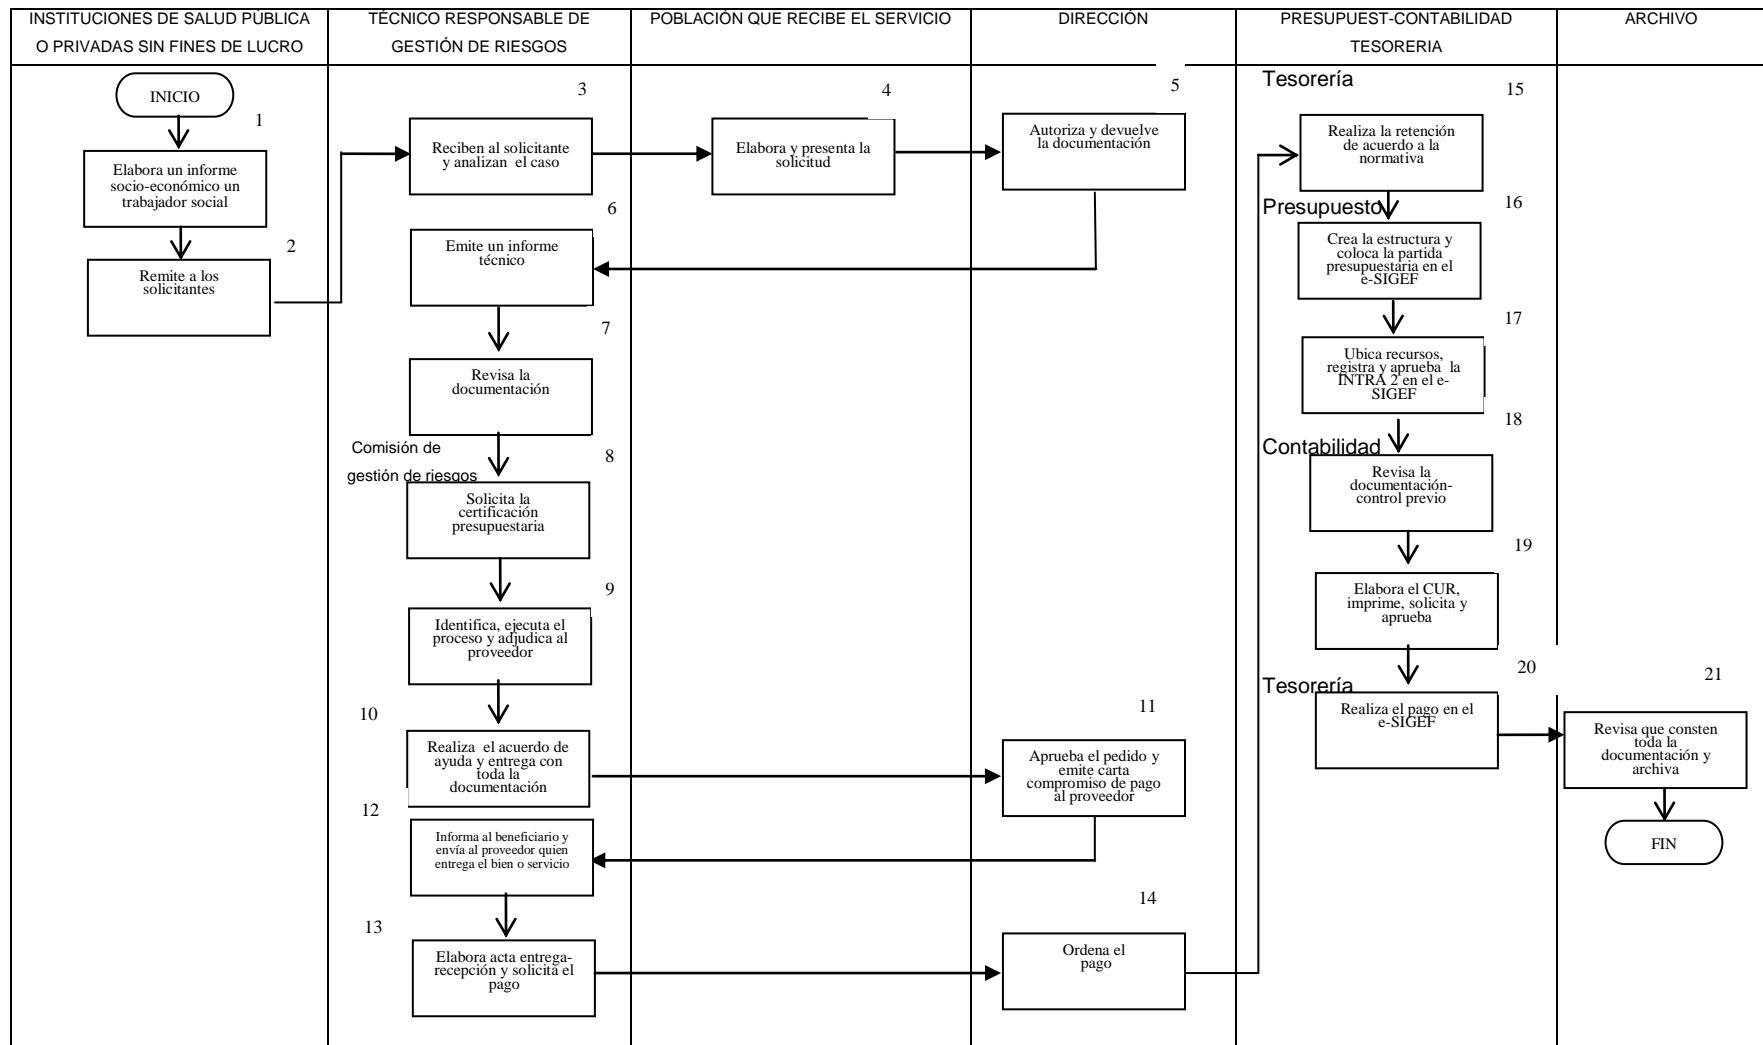 INSTITUCIONES DE SALUD PÚBLICA
O PRIVADAS SIN FINES DE LUCRO
TÉCNICO RESPONSABLE DE
GESTIÓN DE RIESGOS
POBLACIÓN QUE RECIBE EL SERVICIO
DIRECCIÓN
PRESUPUEST-CONTABILIDAD
TESORERIA
ARCHIVO
INICIO
1
Elabora un informe
socio-económico un
trabajador social
2
Remite a los
solicitantes
3
Reciben al solicitante
y analizan el caso
4
Elabora y presenta la
solicitud
5
Autoriza y devuelve
la documentación
6
Emite un informe
técnico
7
Revisa la
documentación
Comisión de
gestión de riesgos
8
Solicita la
certificación
presupuestaria
9
Identifica, ejecuta el
proceso y adjudica al
proveedor
10
Realiza el acuerdo de
ayuda y entrega con
toda la
documentación
11
Aprueba el pedido y
emite carta
compromiso de pago
al proveedor
12
Informa al beneficiario y
envía al proveedor quien
entrega el bien o servicio
13
Elabora acta entrega-
recepción y solicita el
pago
14
Ordena el
pago
Tesorería
15
Realiza la retención
de acuerdo a la
normativa
Presupuesto
16
Crea la estructura y
coloca la partida
presupuestaria en el
e-SIGEF
17
Ubica recursos,
registra y aprueba la
INTRA 2 en el e-
SIGEF
Contabilidad
18
Revisa la
documentación-
control previo
19
Elabora el CUR,
imprime, solicita y
aprueba
Tesorería
20
Realiza el pago en el
e-SIGEF
21
Revisa que consten
toda la
documentación y
archiva
FIN